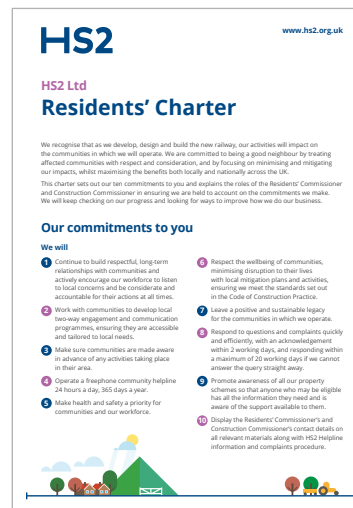 HS2
www.hs2.org.uk
HS2 Ltd
Residents’ Charter
We recognise that as we develop, design and build the new railway, our activities will impact on
the communities in which we will operate. We are committed to being a good neighbour by treating
affected communities with respect and consideration, and by focusing on minimising and mitigating
our impacts, whilst maximising the benefits both locally and nationally across the UK.
This charter sets out our ten commitments to you and explains the roles of the Residents’ Commissioner
and Construction Commissioner in ensuring we are held to account on the commitments we make.
We will keep checking on our progress and looking for ways to improve how we do our business.
Our commitments to you
We will
1 Continue to build respectful, long-term
relationships with communities and
actively encourage our workforce to listen
to local concerns and be considerate and
accountable for their actions at all times.
2 Work with communities to develop local
two-way engagement and communication
programmes, ensuring they are accessible
and tailored to local needs.
3 Make sure communities are made aware
in advance of any activities taking place
in their area.
4 Operate a freephone community helpline
24 hours a day, 365 days a year.
5 Make health and safety a priority for
communities and our workforce.
6 Respect the wellbeing of communities,
minimising disruption to their lives
with local mitigation plans and activities,
ensuring we meet the standards set out
in the Code of Construction Practice.
7 Leave a positive and sustainable legacy
for the communities in which we operate.
8 Respond to questions and complaints quickly
and efficiently, with an acknowledgement
within 2 working days, and responding within
a maximum of 20 working days if we cannot
answer the query straight away.
9 Promote awareness of all our property
schemes so that anyone who may be eligible
has all the information they need and is
aware of the support available to them.
10 Display the Residents’ Commissioner’s and
Construction Commissioner’s contact details on
all relevant materials along with HS2 Helpline
information and complaints procedure.